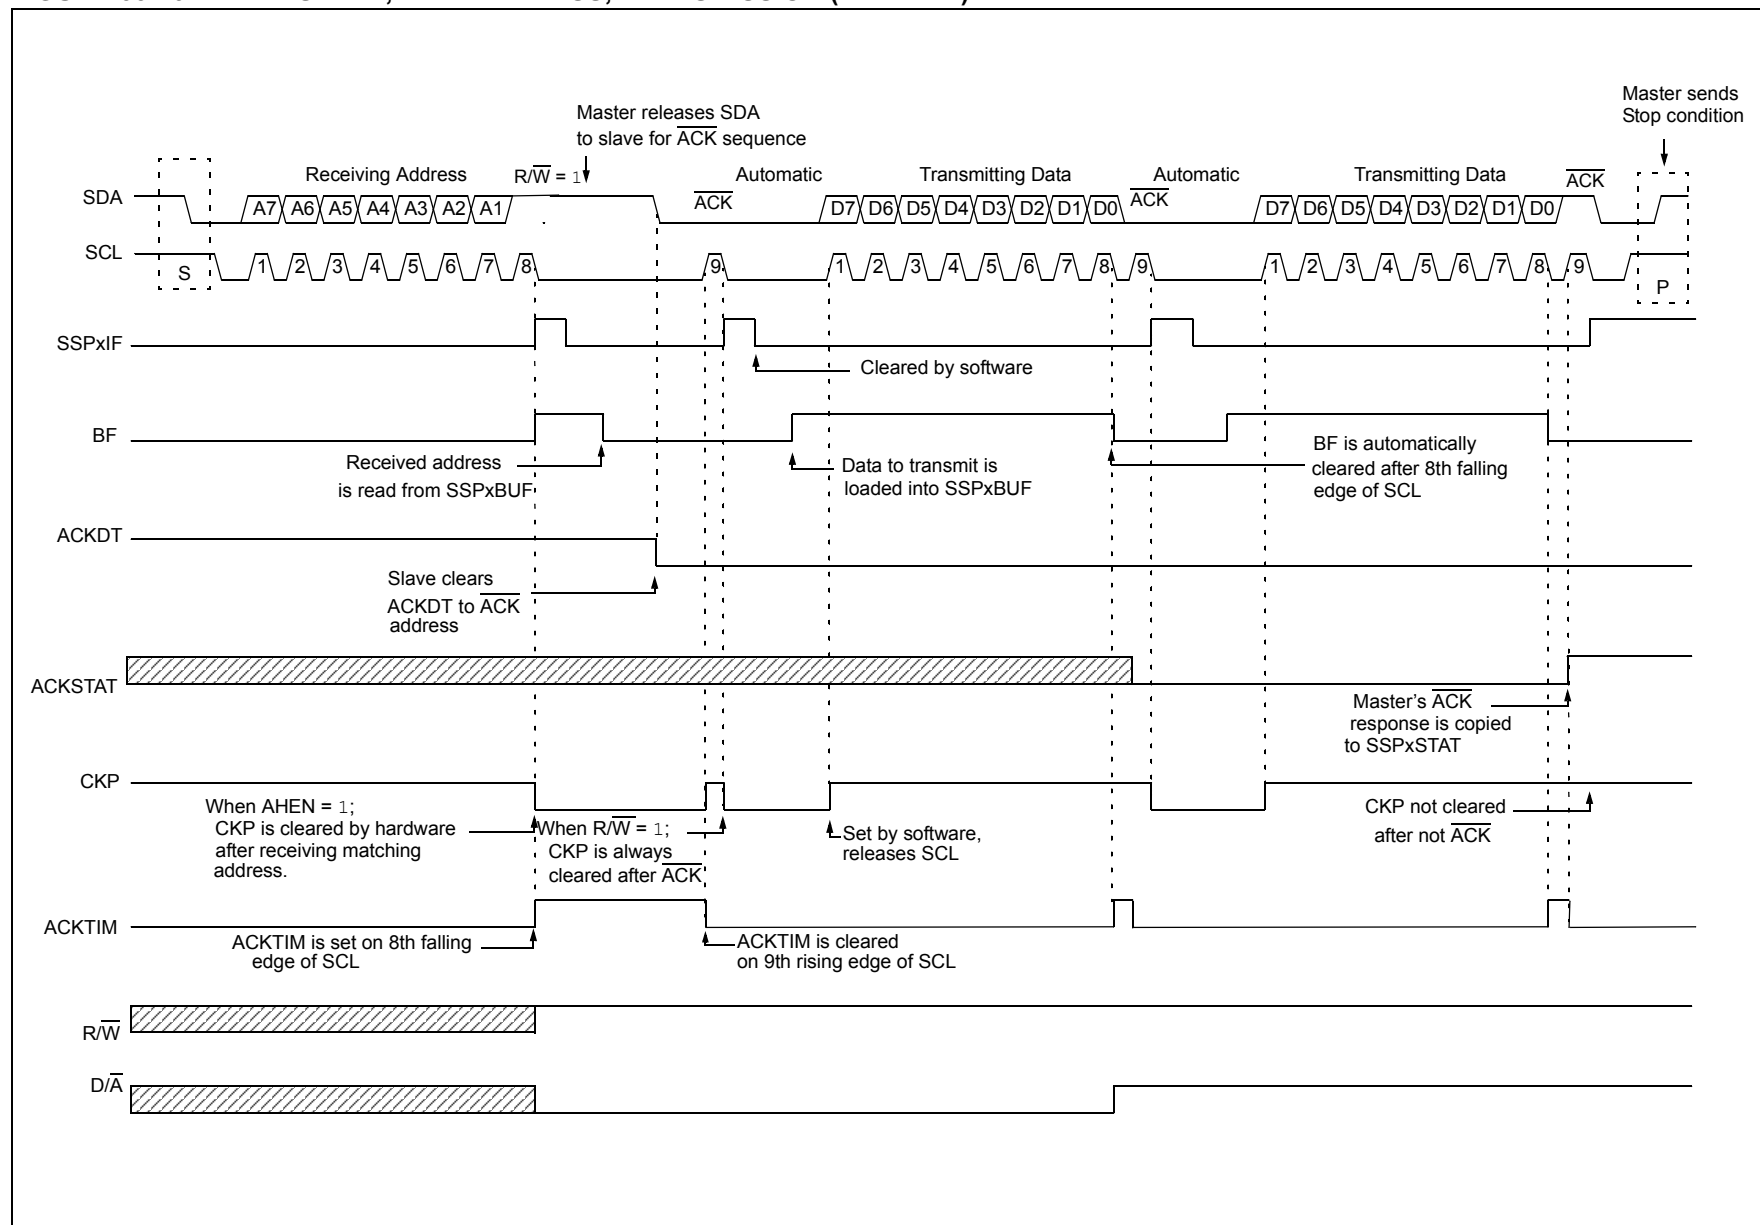 Master sends
Stop condition
Master releases SDA
to slave for ACK sequence
Receiving Address
R/W = 1
Automatic
Transmitting Data
Automatic
Transmitting Data
ACK
SDA
A7 A6 A5 A4 A3 A2 A1
ACK
D7 D6 D5 D4 D3 D2 D1 D0
ACK
D7 D6 D5 D4 D3 D2 D1 D0
SCL
S
1 2 3 4 5 6 7 8
9
1 2 3 4 5 6 7 8 9
1 2 3 4 5 6 7 8 9
P
SSPxIF
Cleared by software
BF
Received address
is read from SSPxBUF
Data to transmit is
loaded into SSPxBUF
BF is automatically
cleared after 8th falling
edge of SCL
ACKDT
Slave clears
ACKDT to ACK
address
ACKSTAT
Master’s ACK
response is copied
to SSPxSTAT
CKP
When AHEN = 1;
CKP is cleared by hardware
after receiving matching
address.
When R/W = 1;
CKP is always
cleared after ACK
Set by software,
releases SCL
CKP not cleared
after not ACK
ACKTIM
ACKTIM is set on 8th falling
edge of SCL
ACKTIM is cleared
on 9th rising edge of SCL
R/W
D/A